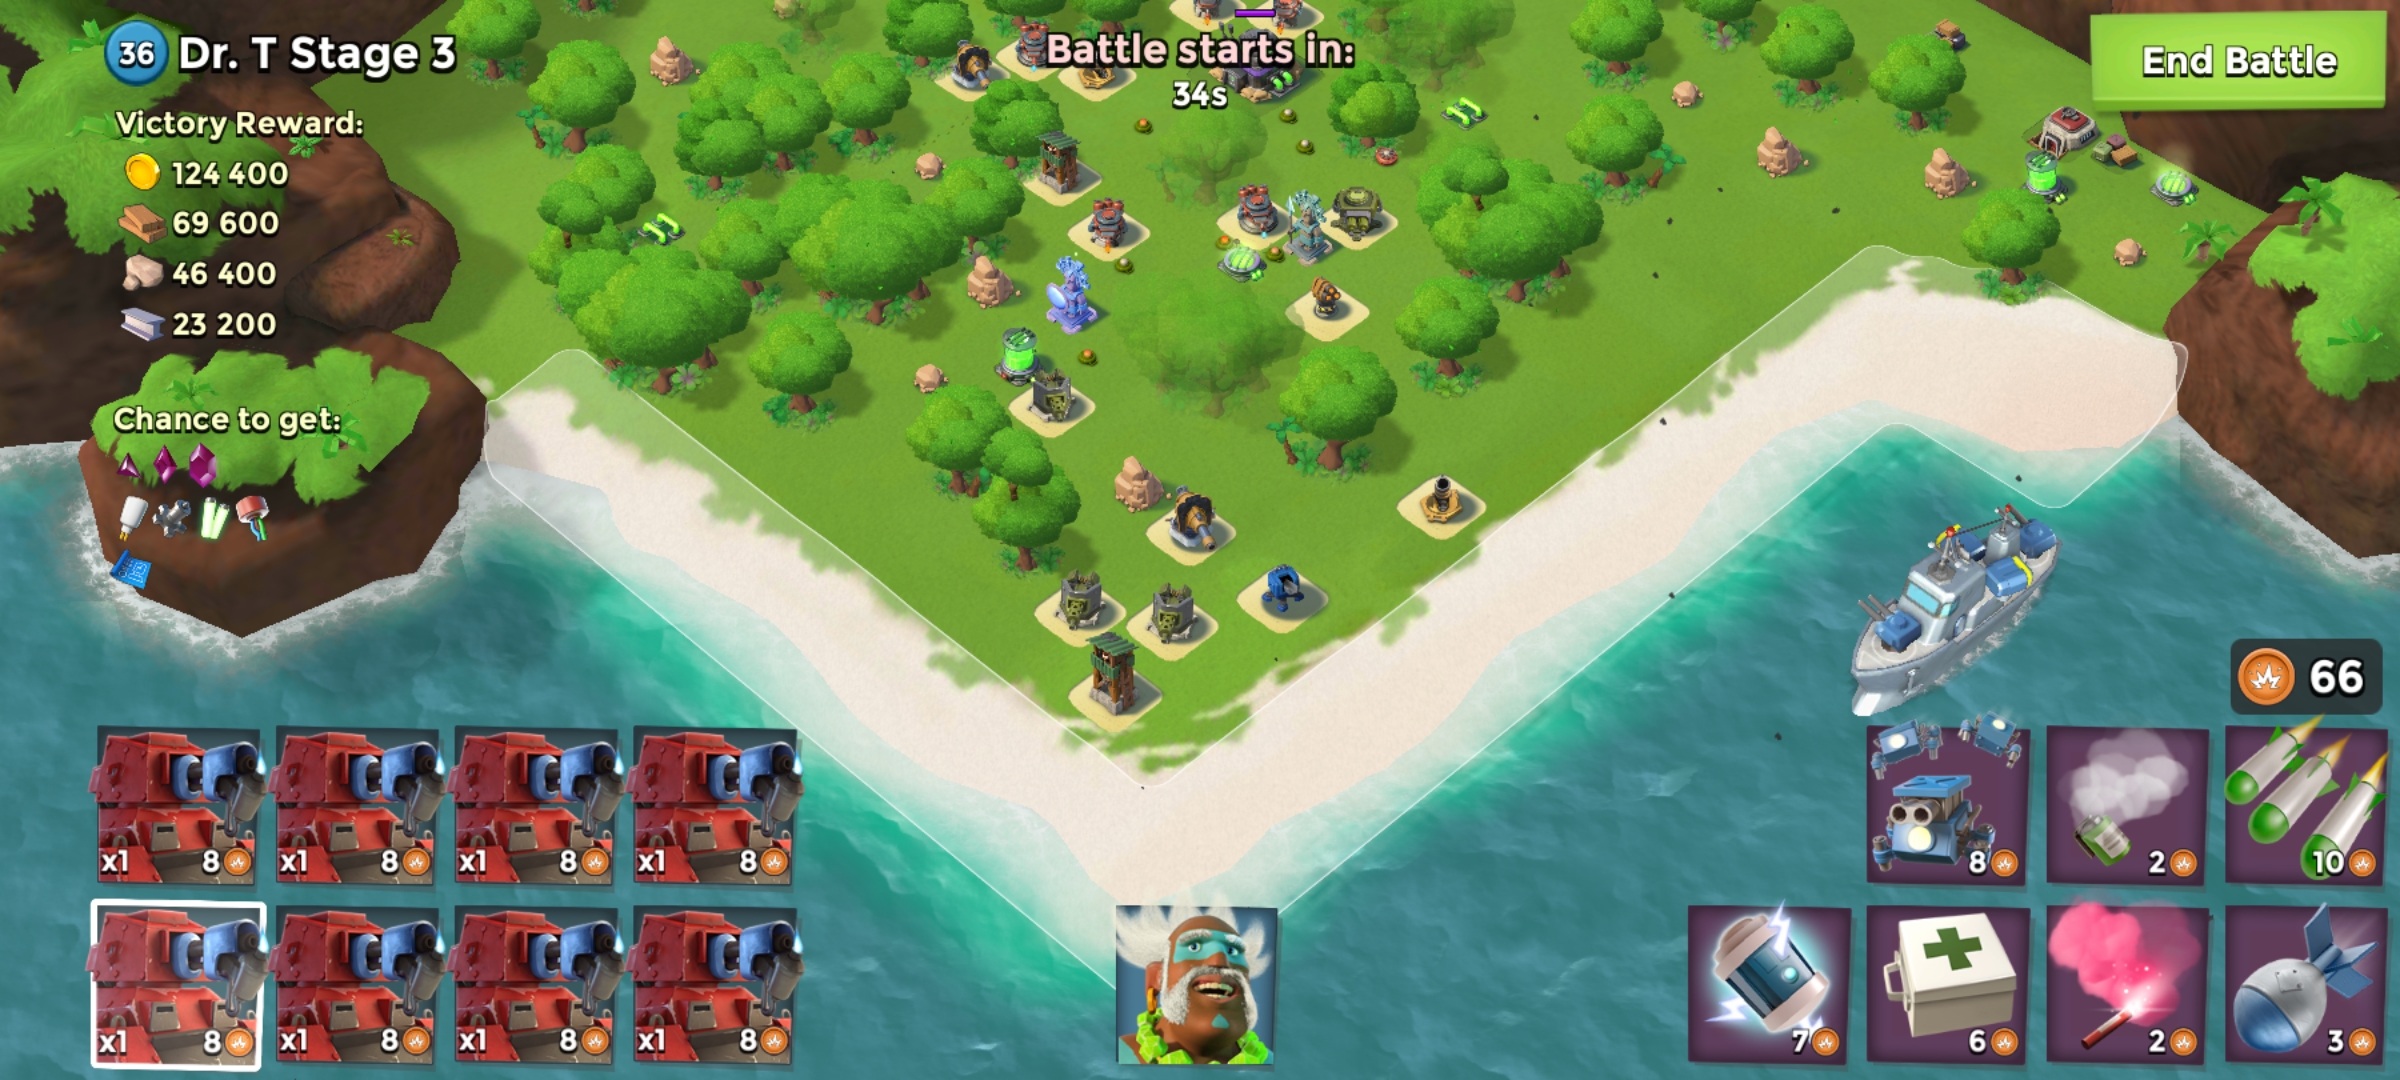 36 Dr. T Stage 3
Battle starts in:
34s
End Battle
Victory Reward:
124 400
69 600
46 400
23 200
Chance to get:
66
x1 8
x1 8
x1 8
x1 8
8
2
10
x1 8
x1 8
x1 8
x1 8
7
6
2
3